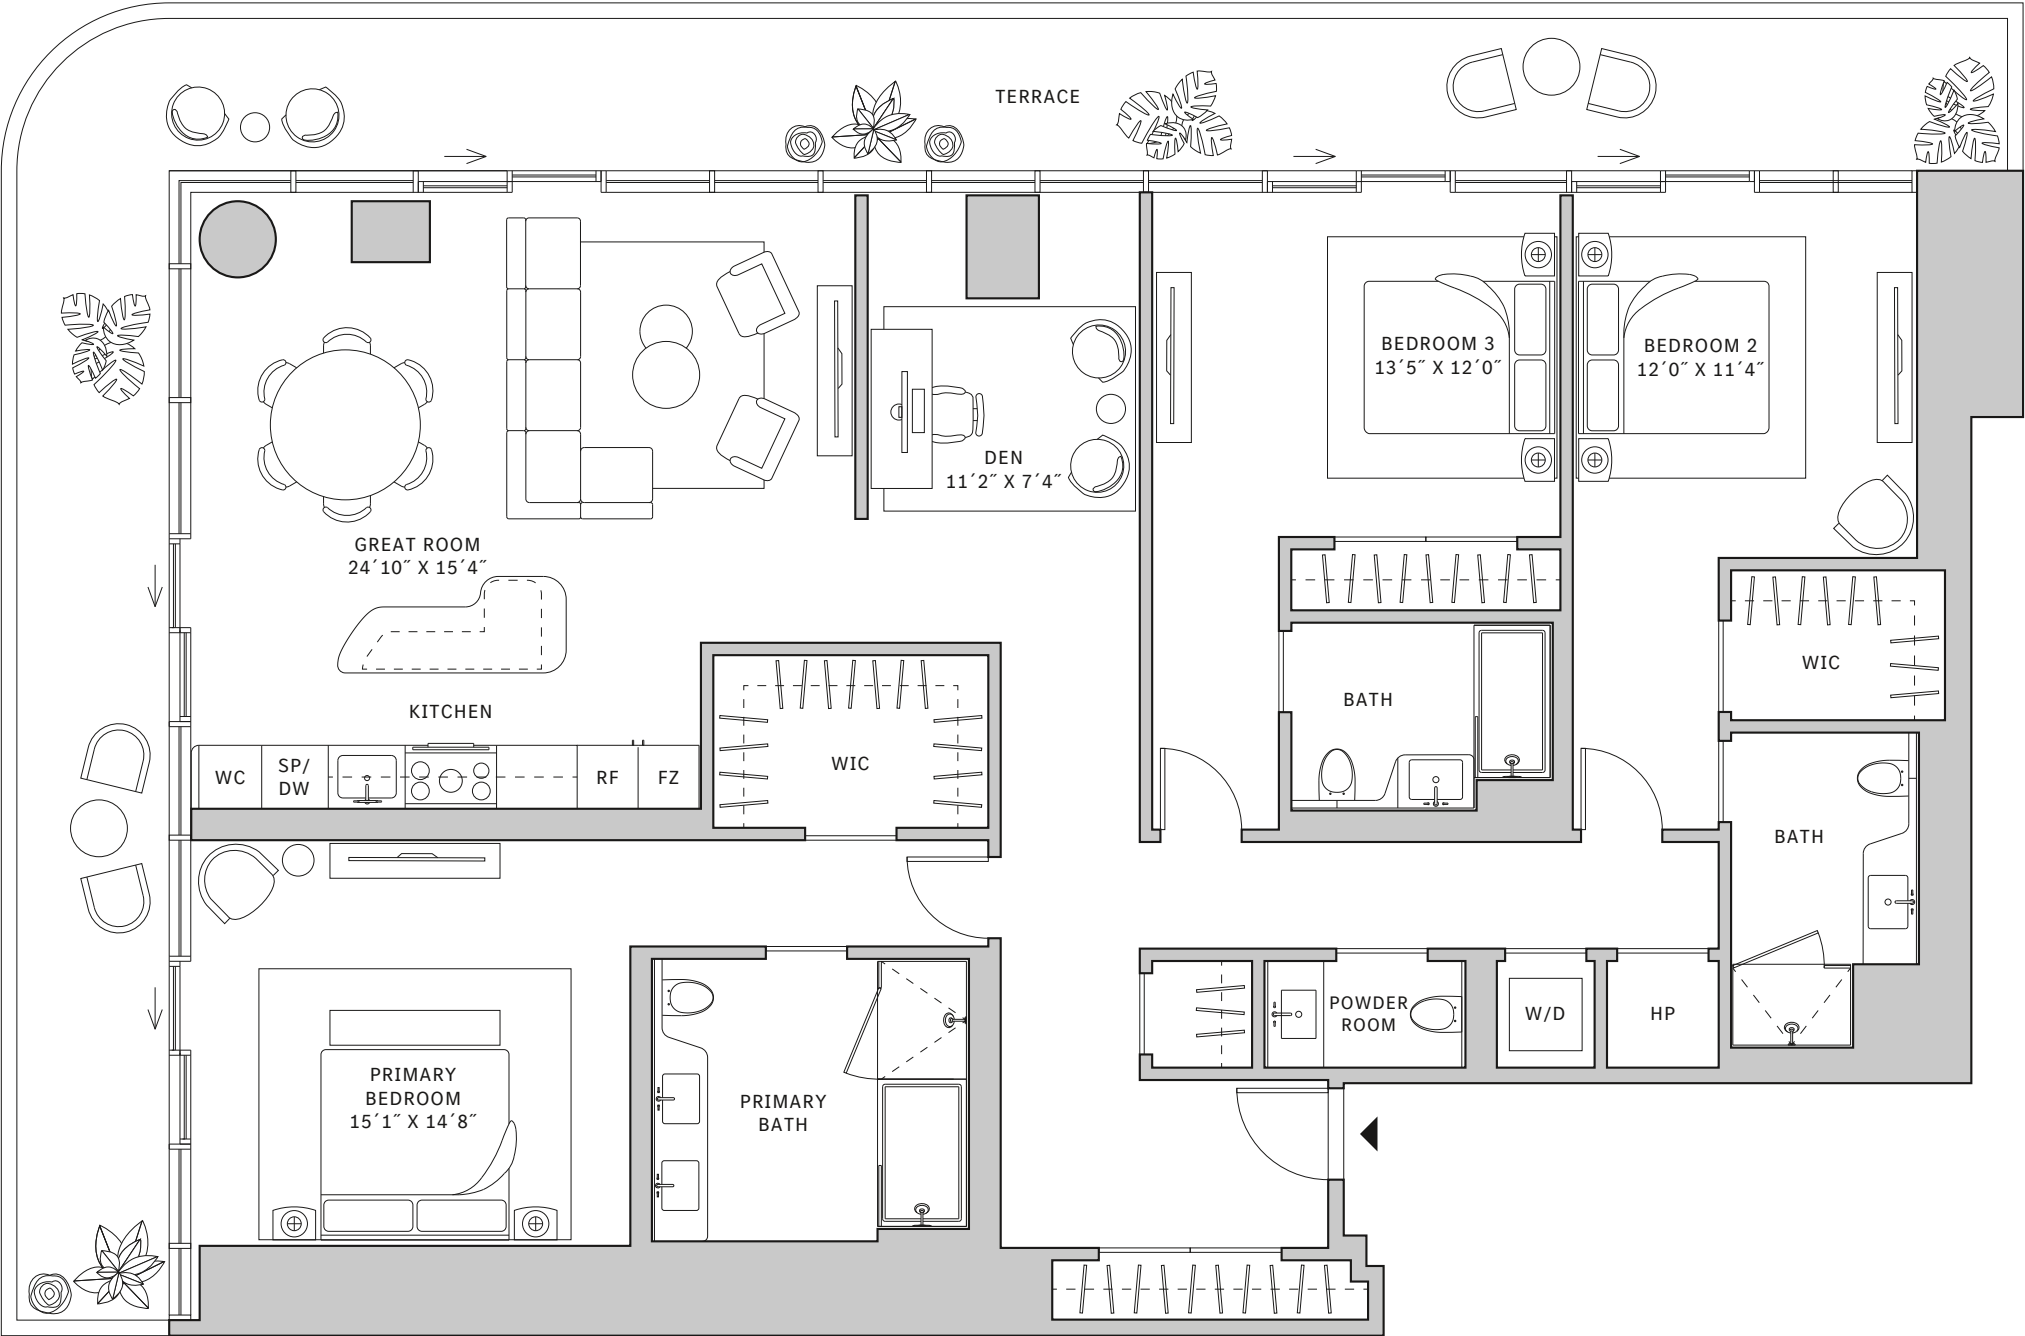 TERRACE
BEDROOM 3
13´5˝ X 12´0˝
BEDROOM 2
12´0˝ X 11´4˝
DEN
11´2˝ X 7´4˝
GREAT ROOM
24´10˝ X 15´4˝
KITCHEN
WC
SP/
DW
RF
FZ
WIC
BATH
WIC
BATH
PRIMARY
BEDROOM
15´1˝ X 14´8˝
PRIMARY
BATH
POWDER
ROOM
W/D
HP